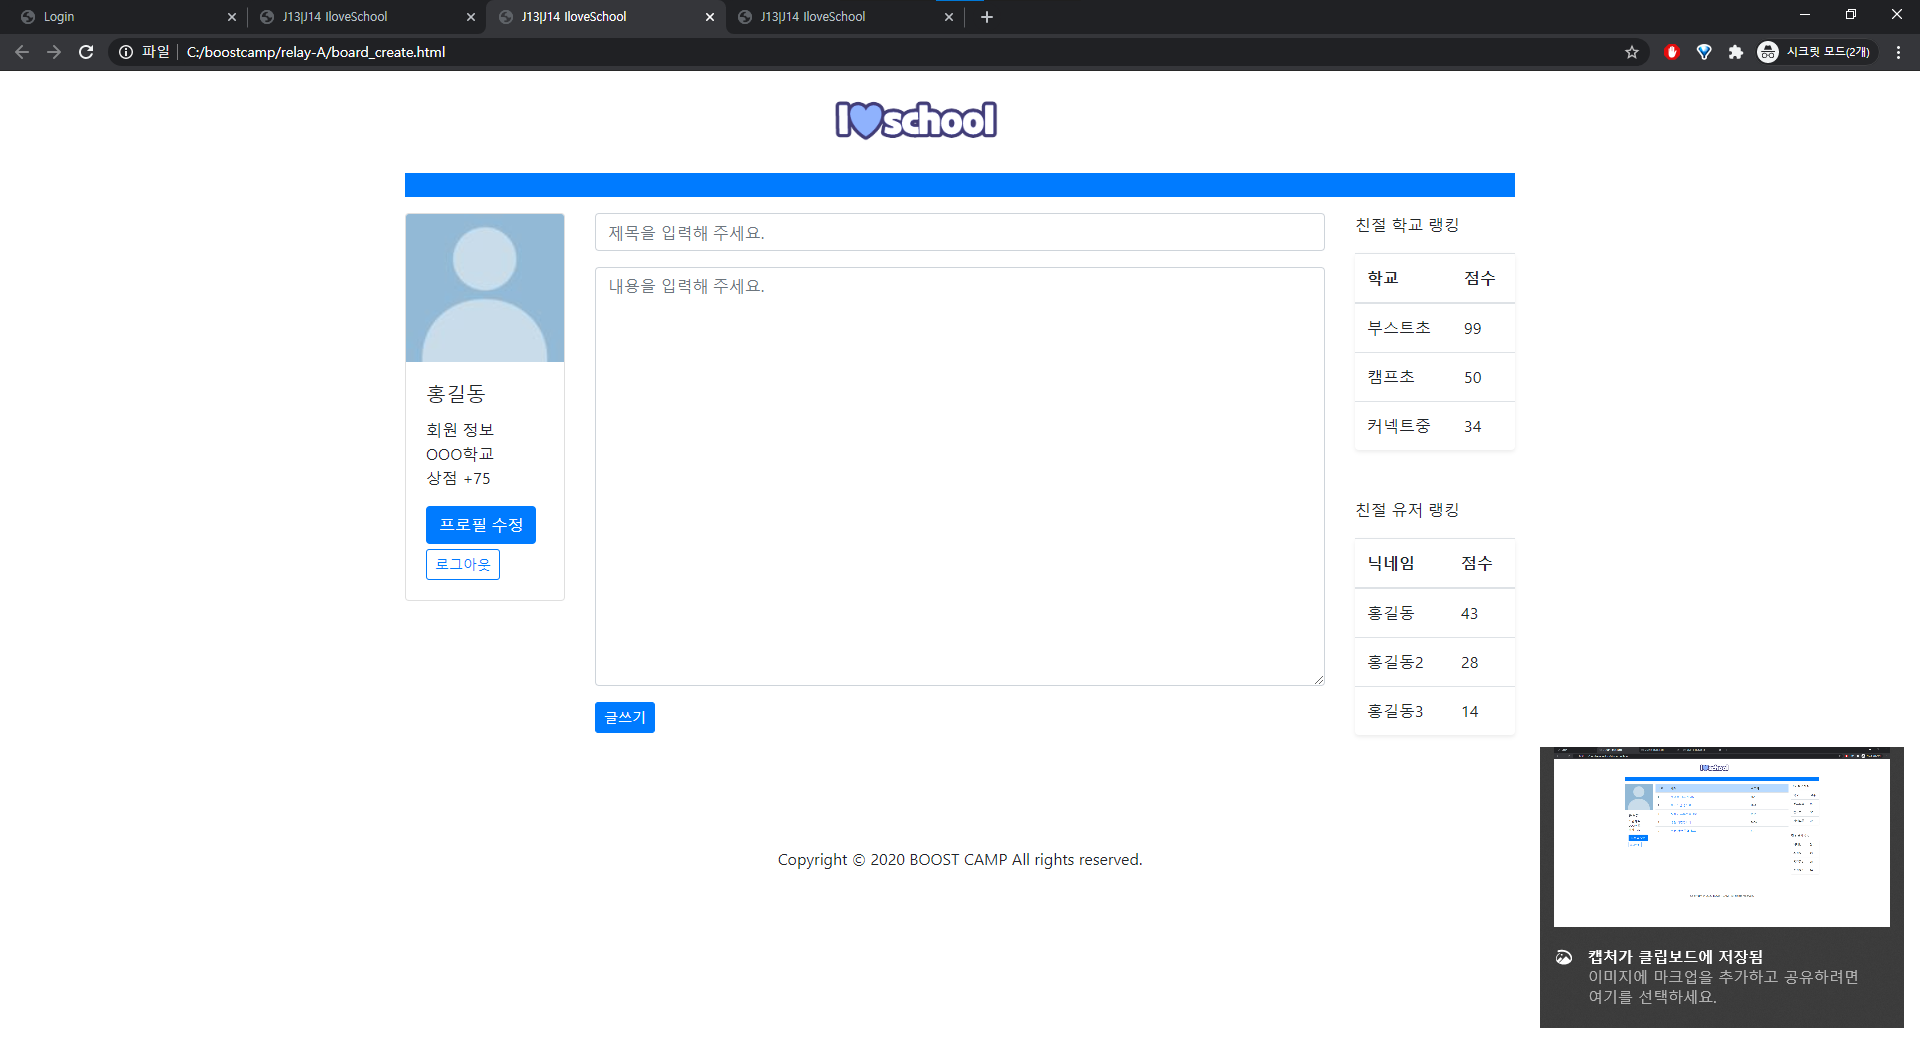 Login
J13|J14 IloveSchool
J13|J14 IloveSchool
J13|J14 IloveSchool
파일
C:/boostcamp/relay-A/board_create.html
시크릿 모드(2개)
I school
홍길동
회원 정보
OOO학교
상점 +75
프로필 수정
로그아웃
제목을 입력해 주세요.
내용을 입력해 주세요.
글쓰기
친절 학교 랭킹
학교 점수
부스트초 99
캠프초 50
커넥트중 34
친절 유저 랭킹
닉네임 점수
홍길동 43
홍길동2 28
홍길동3 14
Copyright © 2020 BOOST CAMP All rights reserved.
I school
캡처가 클립보드에 저장됨
이미지에 마크업을 추가하고 공유하려면
여기를 선택하세요.